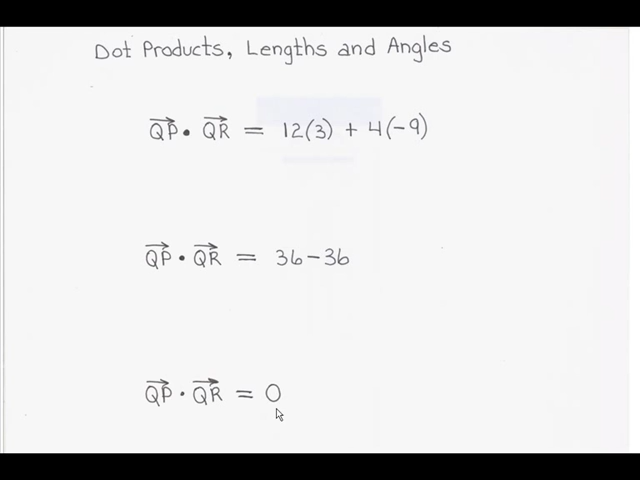 Dot Products, Lengths and Angles
QP • QR = 12(3) + 4(-9)
QP • QR = 36 - 36
QP • QR = 0